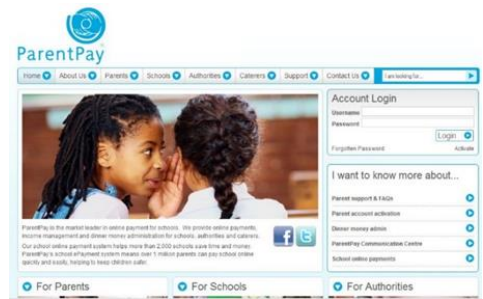 ParentPay
Home About Us Parents Schools Authorities Caterers Support Contact Us I am looking for...
Account Login
Username
Password
Login
Forgotten Password Activate
I want to know more about...
Parent support & FAQs
Parent account activation
Dinner money admin
ParentPay Communication Centre
School online payments
ParentPay is the market leader in online payment for schools. We provide online payments,
income management and dinner money administration for schools, authorities and caterers.
Our school online payment system helps more than 2,000 schools save time and money.
ParentPay's school ePayment system means over 1 million parents can pay school online
quickly and easily, helping to keep children safer.
For Parents
For Schools
For Authorities